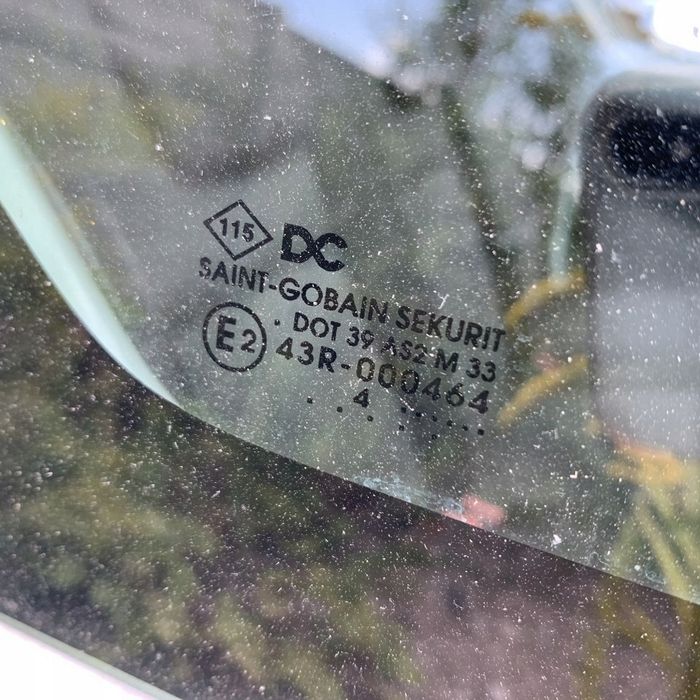 115 DC
SAINT-GOBAIN SEKURIT
DOT 39 AS2 M 33
E2 43R-000464
4